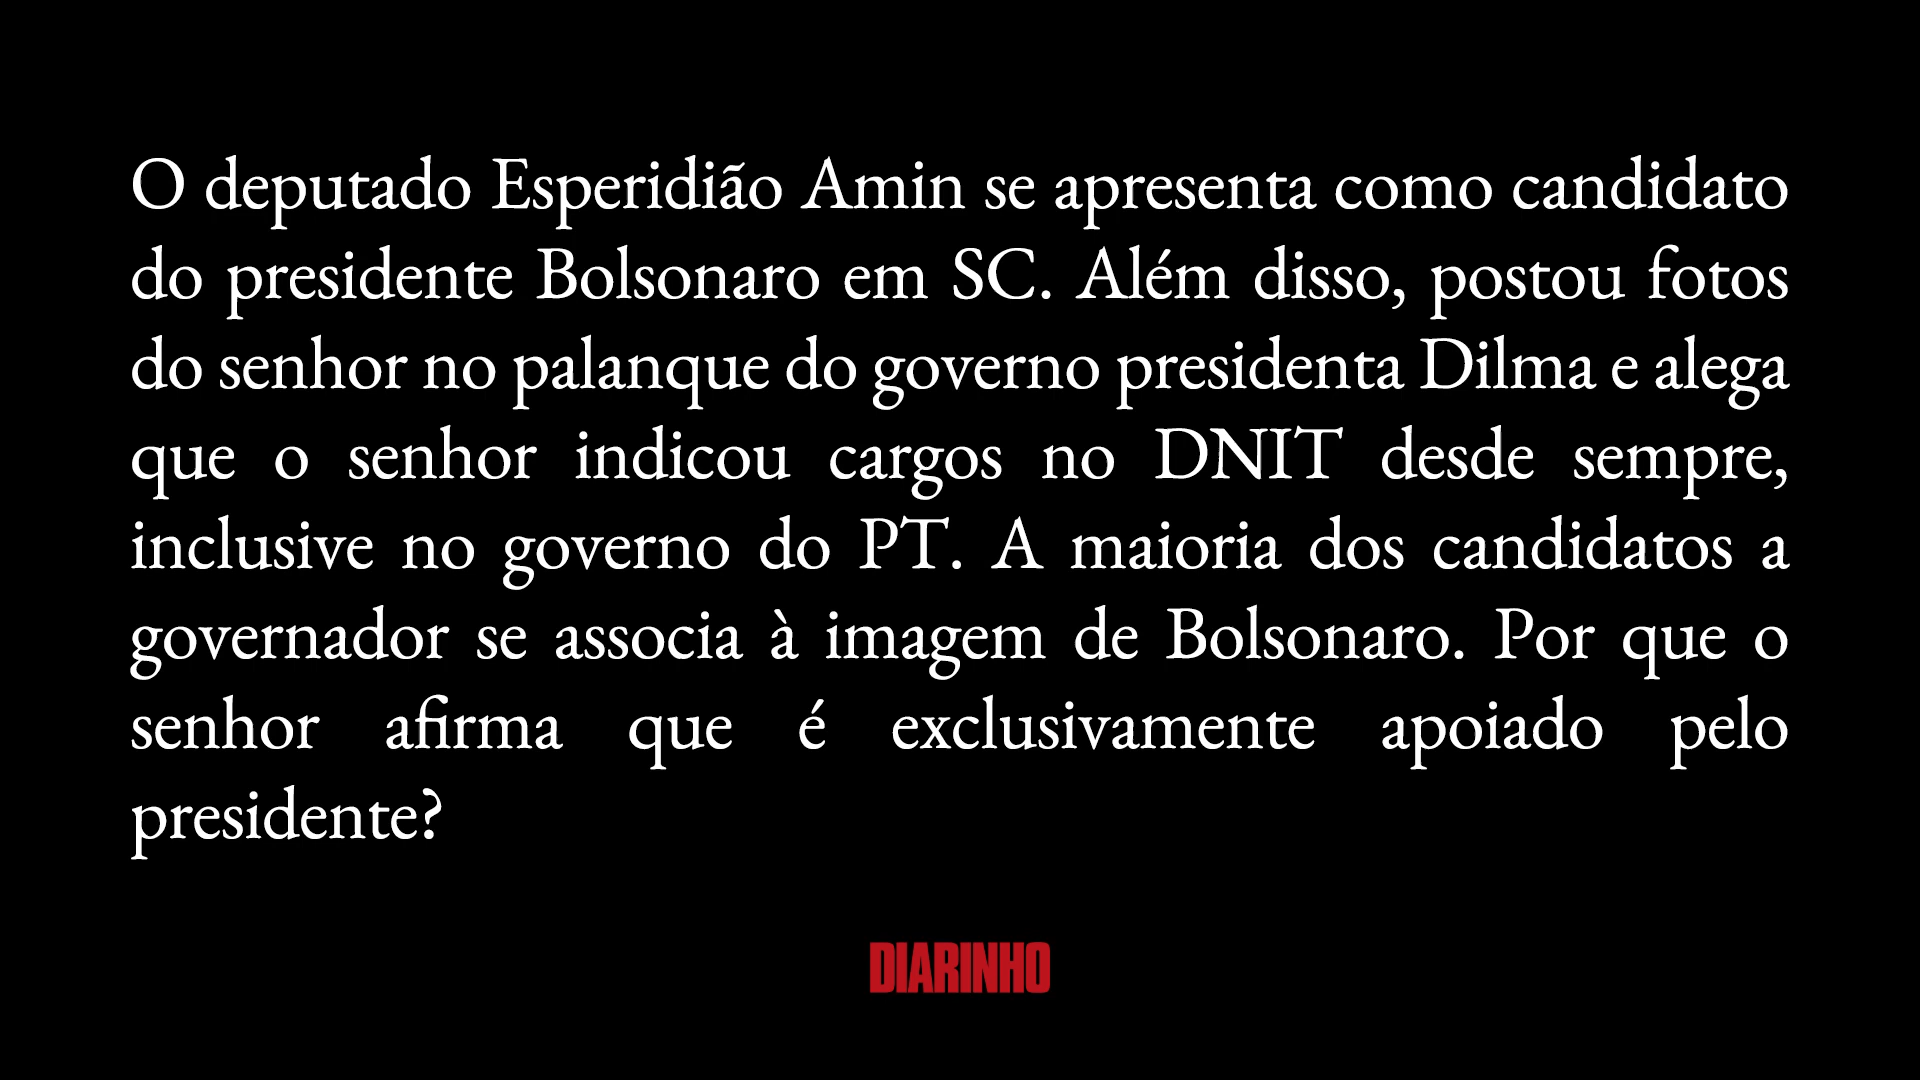 O deputado Esperidião Amin se apresenta como candidato
do presidente Bolsonaro em SC. Além disso, postou fotos
do senhor no palanque do governo presidenta Dilma e alega
que o senhor indicou cargos no DNIT desde sempre,
inclusive no governo do PT. A maioria dos candidatos a
governador se associa à imagem de Bolsonaro. Por que o
senhor afirma que é exclusivamente apoiado pelo
presidente?
DIARINHO